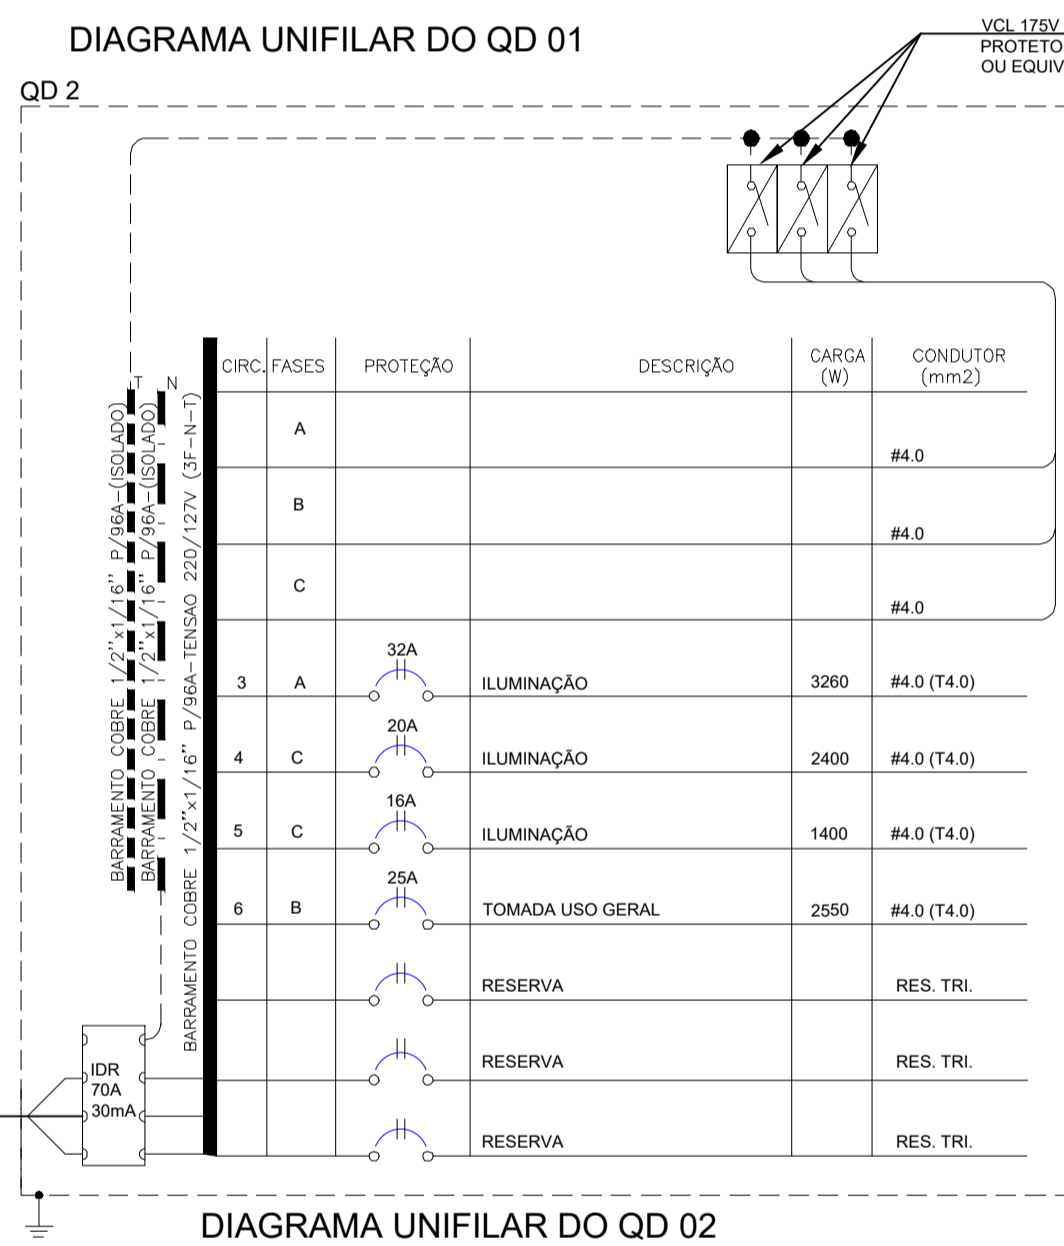 DIAGRAMA UNIFILAR DO QD 01
VCL 175V
PROTETO
OU EQUIV
QD 2
CIRC. FASES PROTEÇÃO DESCRIÇÃO CARGA (W) CONDUTOR (mm2)
T N
BARRAMENTO COBRE 1/2"x1/16" P/96A-(ISOLADO)
BARRAMENTO COBRE 1/2"x1/16" P/96A-(ISOLADO)
BARRAMENTO COBRE 1/2"x1/16" P/96A-TENSAO 220/127V (3F-N-T)
A #4.0
B #4.0
C #4.0
3 A 32A ILUMINAÇÃO 3260 #4.0 (T4.0)
4 C 20A ILUMINAÇÃO 2400 #4.0 (T4.0)
5 C 16A ILUMINAÇÃO 1400 #4.0 (T4.0)
6 B 25A TOMADA USO GERAL 2550 #4.0 (T4.0)
RESERVA RES. TRI.
RESERVA RES. TRI.
RESERVA RES. TRI.
IDR
70A
30mA
DIAGRAMA UNIFILAR DO QD 02